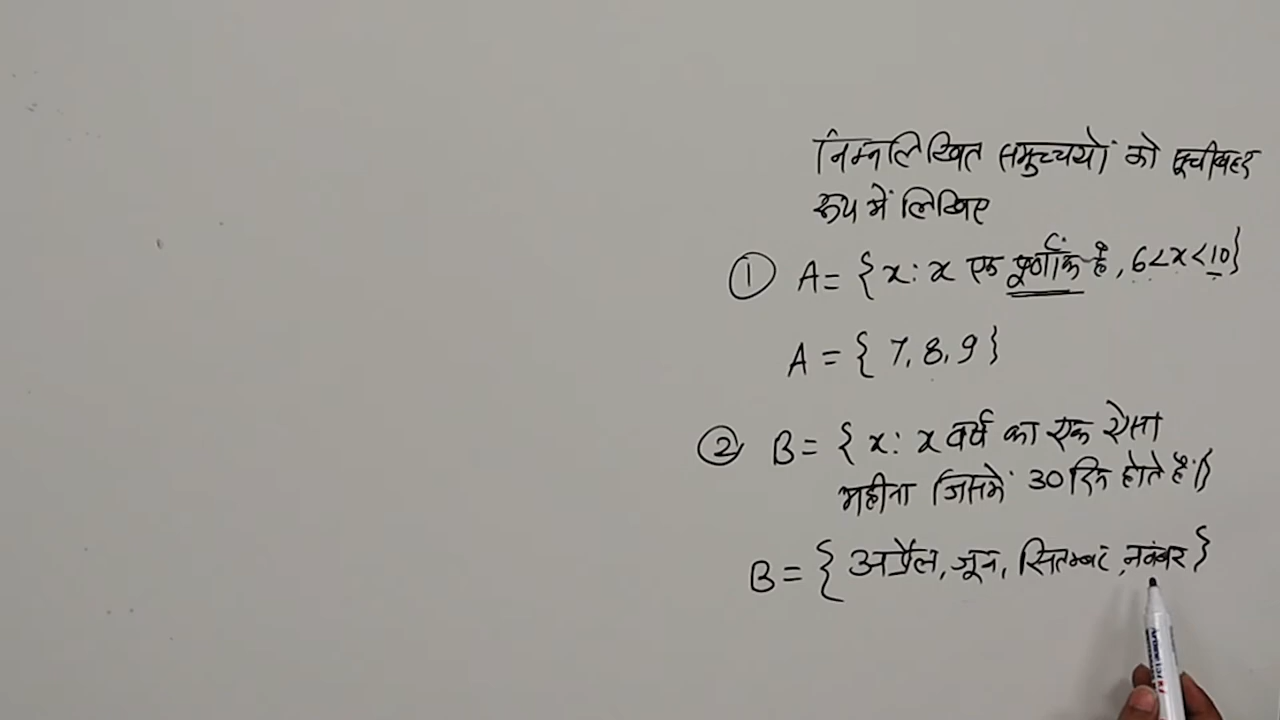 निम्नलिखित समुच्चयों को सूचीबद्ध
रूप में लिखिए
① A = { x : x एक पूर्णांक है , 6 < x < 10 }
A = { 7, 8, 9 }
② B = { x : x वर्ष का एक ऐसा
महीना जिसमें 30 दिन होते हैं। }
B = { अप्रैल, जून, सितम्बर, नवंबर }